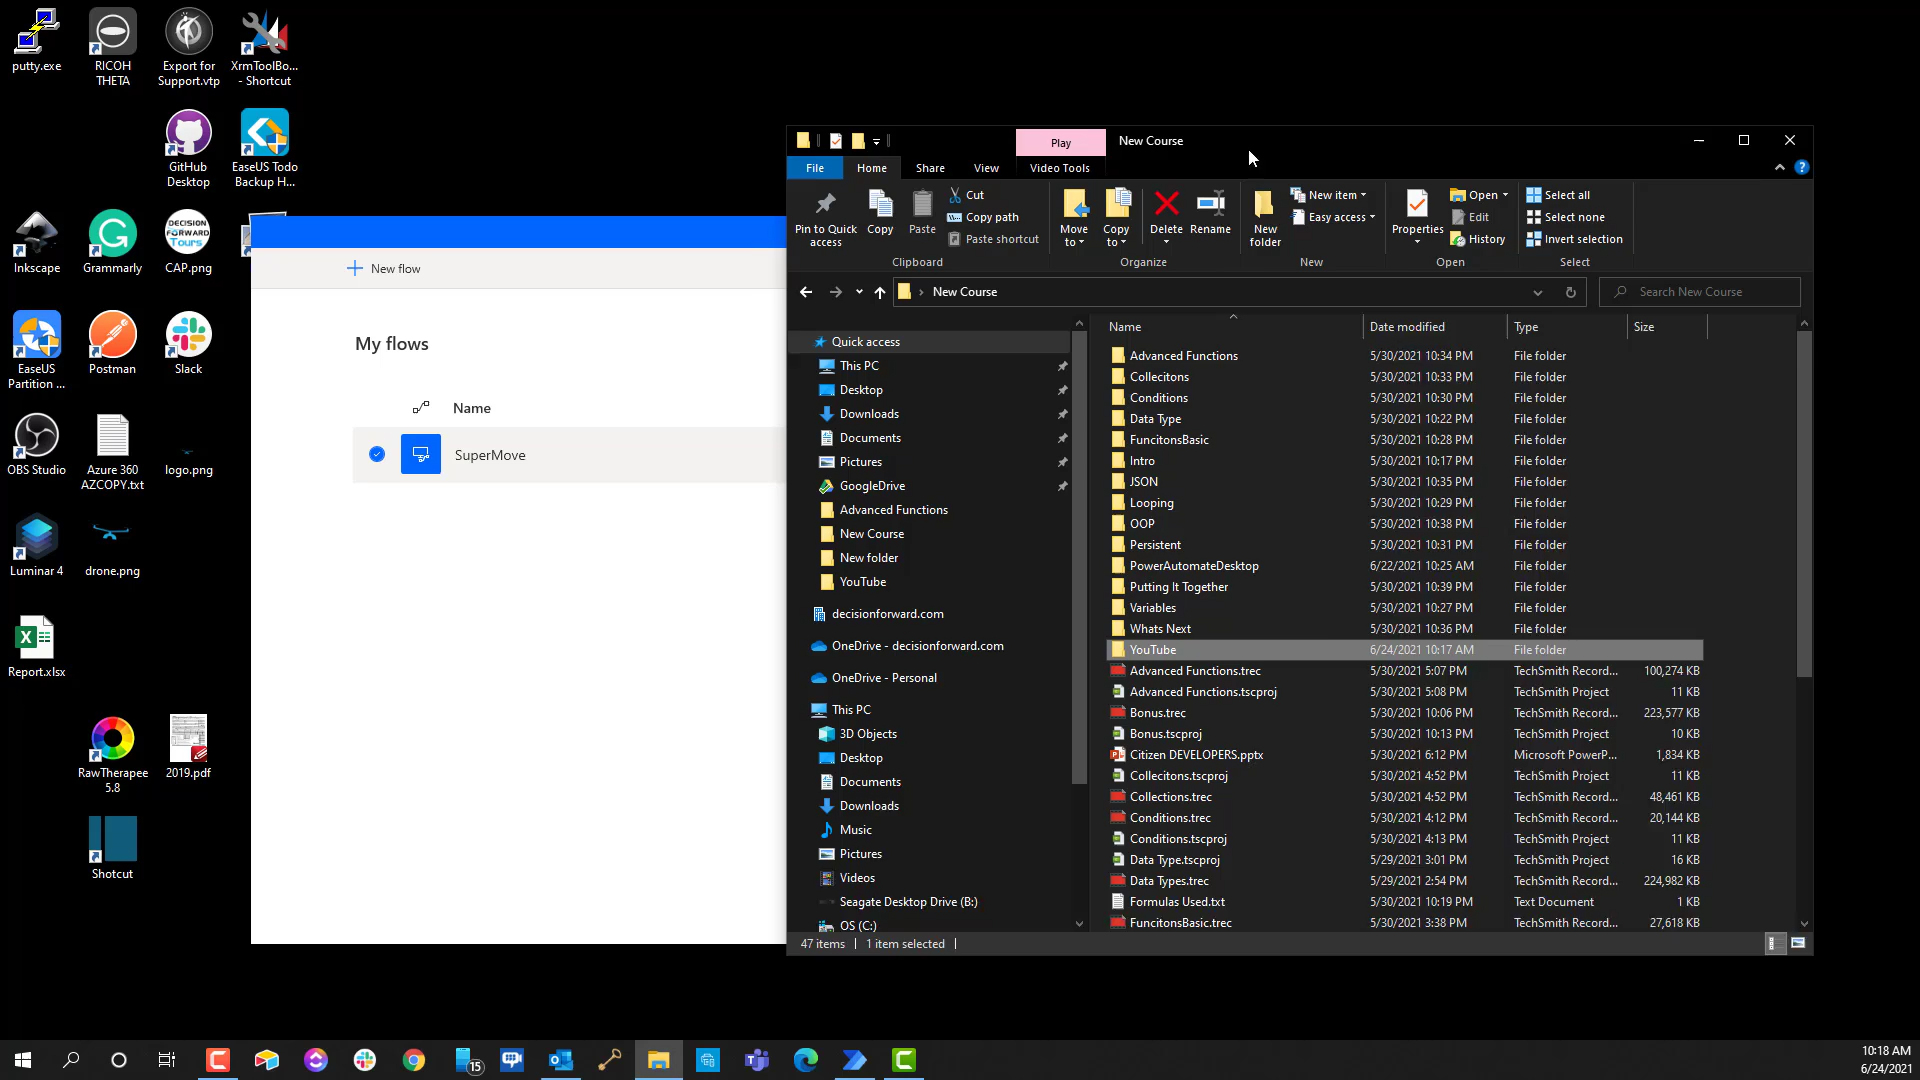 putty.exe
RICOH
THETA
Export for
Support.vtp
XrmToolBo...
- Shortcut
GitHub
Desktop
EaseUS Todo
Backup H...
Inkscape
Grammarly
DECISION
FORWARD
Tours
CAP.png
EaseUS
Partition ...
Postman
Slack
OBS Studio
Azure 360
AZCOPY.txt
logo.png
Luminar 4
drone.png
Report.xlsx
RawTherapee
5.8
2019.pdf
Shotcut
New flow
My flows
Name
SuperMove
Play
New Course
File
Home
Share
View
Video Tools
Pin to Quick
access
Copy
Paste
Cut
Copy path
Paste shortcut
Clipboard
Move
to
Copy
to
Delete
Rename
Organize
New
folder
New item
Easy access
New
Properties
Open
Edit
History
Open
Select all
Select none
Invert selection
Select
New Course
Search New Course
Quick access
This PC
Desktop
Downloads
Documents
Pictures
GoogleDrive
Advanced Functions
New Course
New folder
YouTube
decisionforward.com
OneDrive - decisionforward.com
OneDrive - Personal
This PC
3D Objects
Desktop
Documents
Downloads
Music
Pictures
Videos
Seagate Desktop Drive (B:)
OS (C:)
Name Date modified Type Size
Advanced Functions 5/30/2021 10:34 PM File folder
Collecitons 5/30/2021 10:33 PM File folder
Conditions 5/30/2021 10:30 PM File folder
Data Type 5/30/2021 10:22 PM File folder
FuncitonsBasic 5/30/2021 10:28 PM File folder
Intro 5/30/2021 10:17 PM File folder
JSON 5/30/2021 10:35 PM File folder
Looping 5/30/2021 10:29 PM File folder
OOP 5/30/2021 10:38 PM File folder
Persistent 5/30/2021 10:31 PM File folder
PowerAutomateDesktop 6/22/2021 10:25 AM File folder
Putting It Together 5/30/2021 10:39 PM File folder
Variables 5/30/2021 10:27 PM File folder
Whats Next 5/30/2021 10:36 PM File folder
YouTube 6/24/2021 10:17 AM File folder
Advanced Functions.trec 5/30/2021 5:07 PM TechSmith Record... 100,274 KB
Advanced Functions.tscproj 5/30/2021 5:08 PM TechSmith Project 11 KB
Bonus.trec 5/30/2021 10:06 PM TechSmith Record... 223,577 KB
Bonus.tscproj 5/30/2021 10:13 PM TechSmith Project 10 KB
Citizen DEVELOPERS.pptx 5/30/2021 6:12 PM Microsoft PowerP... 1,834 KB
Collecitons.tscproj 5/30/2021 4:52 PM TechSmith Project 11 KB
Collections.trec 5/30/2021 4:52 PM TechSmith Record... 48,461 KB
Conditions.trec 5/30/2021 4:12 PM TechSmith Record... 20,144 KB
Conditions.tscproj 5/30/2021 4:13 PM TechSmith Project 11 KB
Data Type.tscproj 5/29/2021 3:01 PM TechSmith Project 16 KB
Data Types.trec 5/29/2021 2:54 PM TechSmith Record... 224,982 KB
Formulas Used.txt 5/30/2021 10:19 PM Text Document 1 KB
FuncitonsBasic.trec 5/30/2021 3:38 PM TechSmith Record... 27,618 KB
47 items
1 item selected
15
10:18 AM
6/24/2021